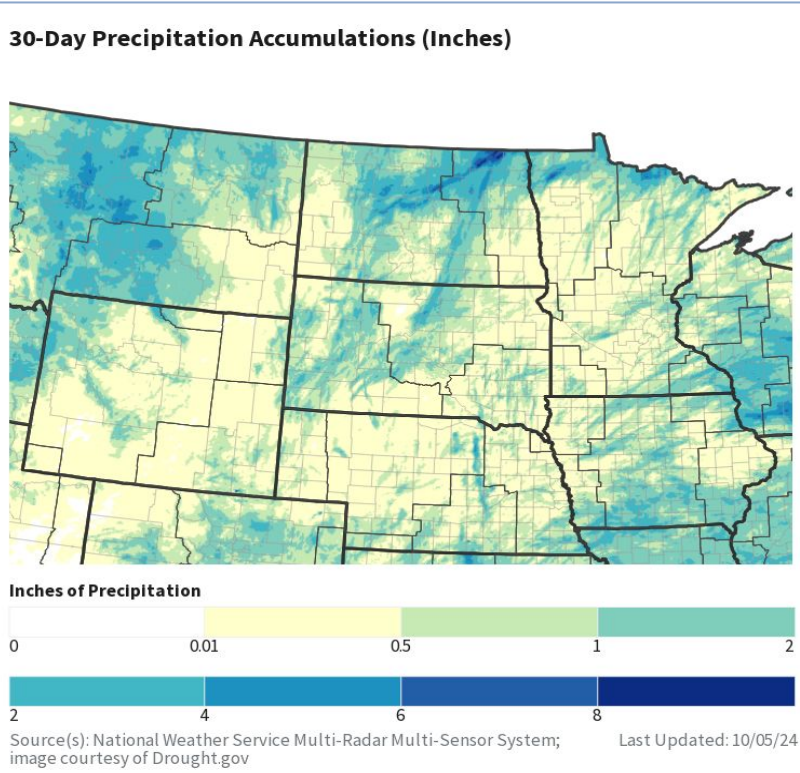 30-Day Precipitation Accumulations (Inches)
Inches of Precipitation
0 0.01 0.5 1 2
2 4 6 8
Source(s): National Weather Service Multi-Radar Multi-Sensor System; Last Updated: 10/05/24
image courtesy of Drought.gov